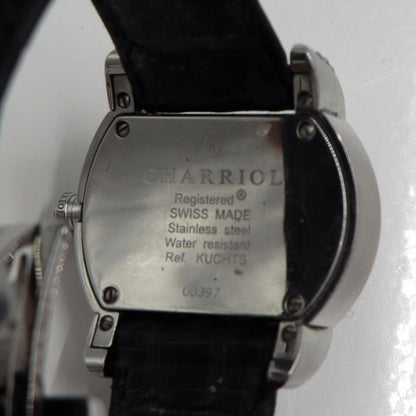 CHARRIOL
Registered®
SWISS MADE
Stainless steel
Water resistant
Ref. KUCHTS
00397